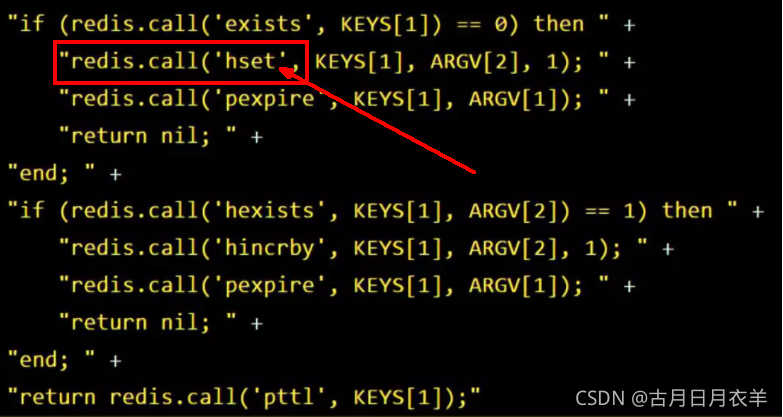 "if (redis.call('exists', KEYS[1]) == 0) then " +
"redis.call('hset', KEYS[1], ARGV[2], 1); " +
"redis.call('pexpire', KEYS[1], ARGV[1]); " +
"return nil; " +
"end; " +
"if (redis.call('hexists', KEYS[1], ARGV[2]) == 1) then " +
"redis.call('hincrby', KEYS[1], ARGV[2], 1); " +
"redis.call('pexpire', KEYS[1], ARGV[1]); " +
"return nil; " +
"end; " +
"return redis.call('pttl', KEYS[1]);"
CSDN @古月日月衣羊